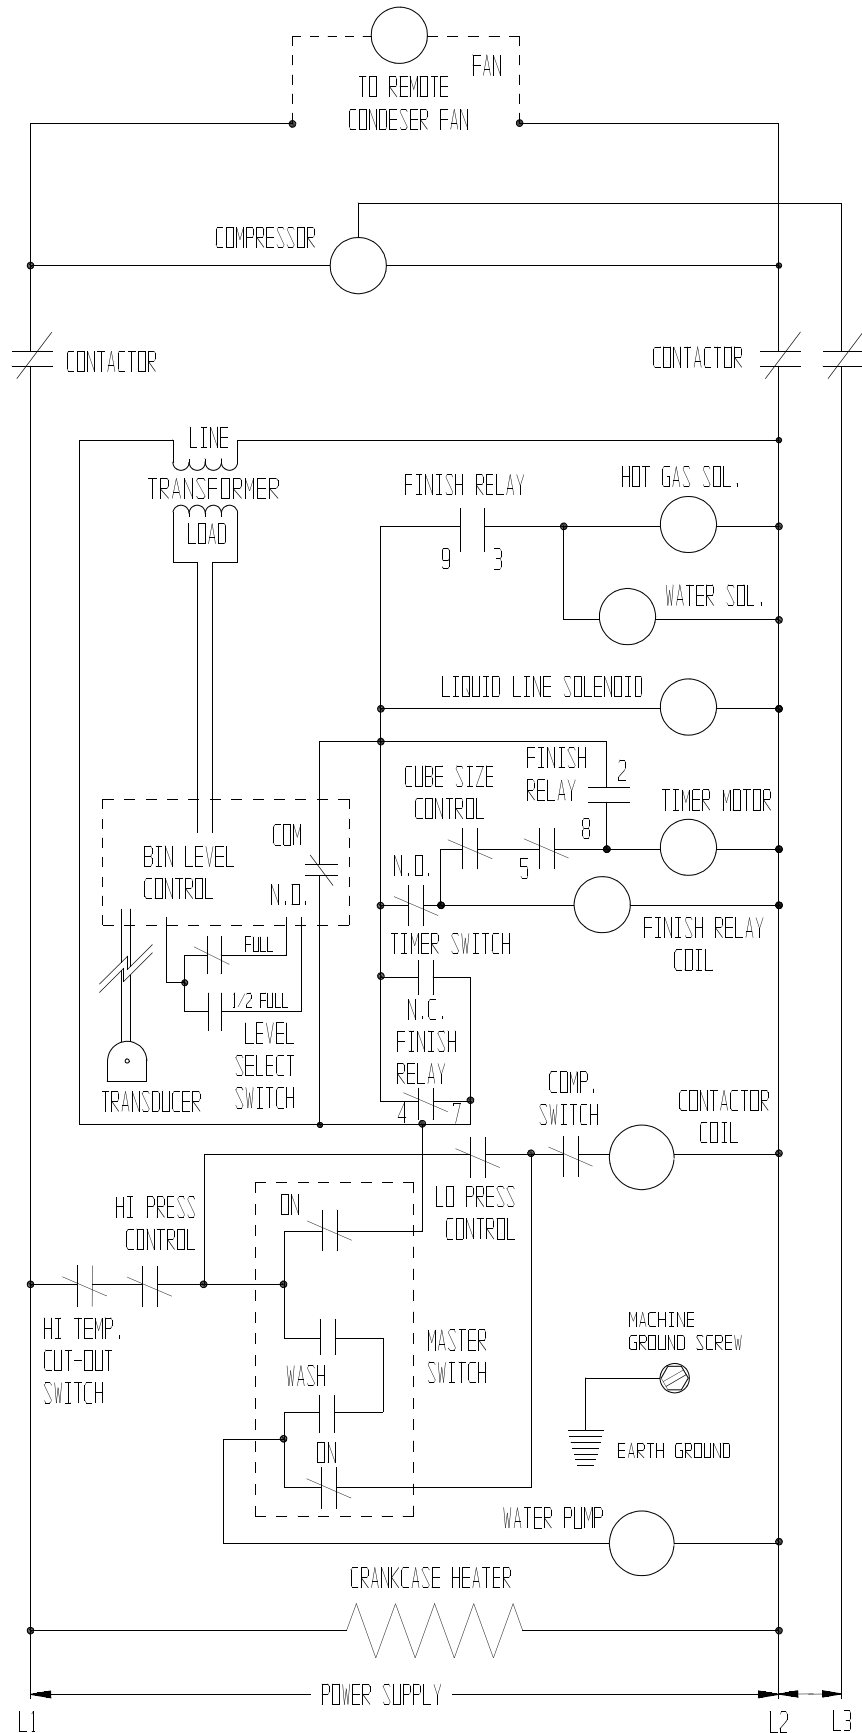 FAN
TO REMOTE
CONDESER FAN
COMPRESSOR
CONTACTOR
CONTACTOR
LINE
TRANSFORMER
LOAD
FINISH RELAY
9
3
HOT GAS SOL.
WATER SOL.
LIQUID LINE SOLENOID
CUBE SIZE
CONTROL
FINISH
RELAY
2
8
TIMER MOTOR
5
COM
BIN LEVEL
CONTROL
N.O.
N.O.
TIMER SWITCH
FINISH RELAY
COIL
FULL
1/2 FULL
LEVEL
SELECT
SWITCH
TRANSDUCER
N.C.
FINISH
RELAY
4
7
COMP.
SWITCH
CONTACTOR
COIL
LO PRESS
CONTROL
HI PRESS
CONTROL
ON
HI TEMP.
CUT-OUT
SWITCH
WASH
MASTER
SWITCH
ON
MACHINE
GROUND SCREW
EARTH GROUND
WATER PUMP
CRANKCASE HEATER
POWER SUPPLY
L1
L2
L3